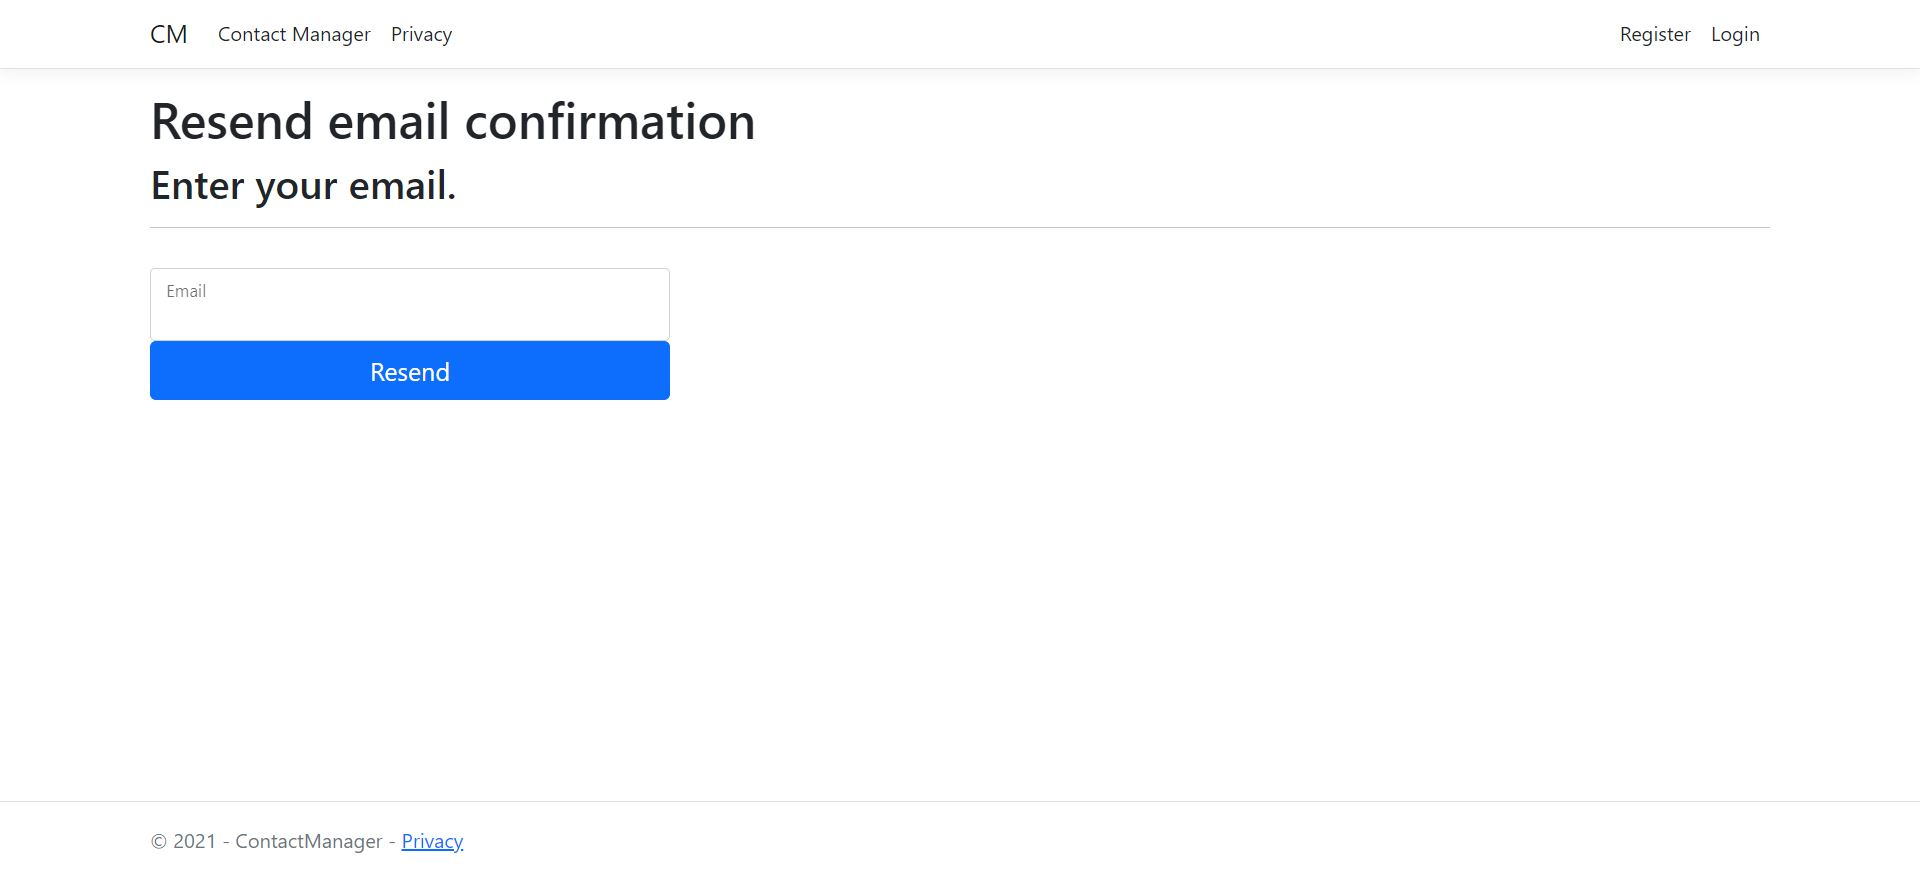 CM Contact Manager Privacy Register Login
Resend email confirmation
Enter your email.
Email
Resend
© 2021 - ContactManager - Privacy